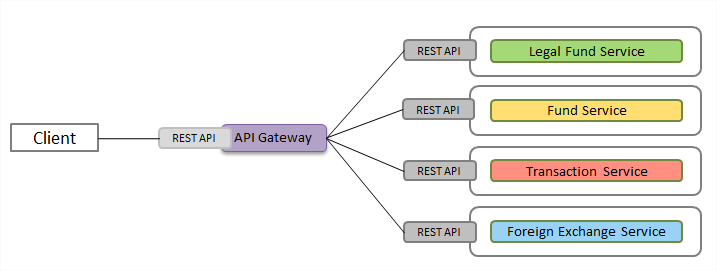 REST API
Legal Fund Service
REST API
Fund Service
Client
REST API
API Gateway
REST API
Transaction Service
REST API
Foreign Exchange Service